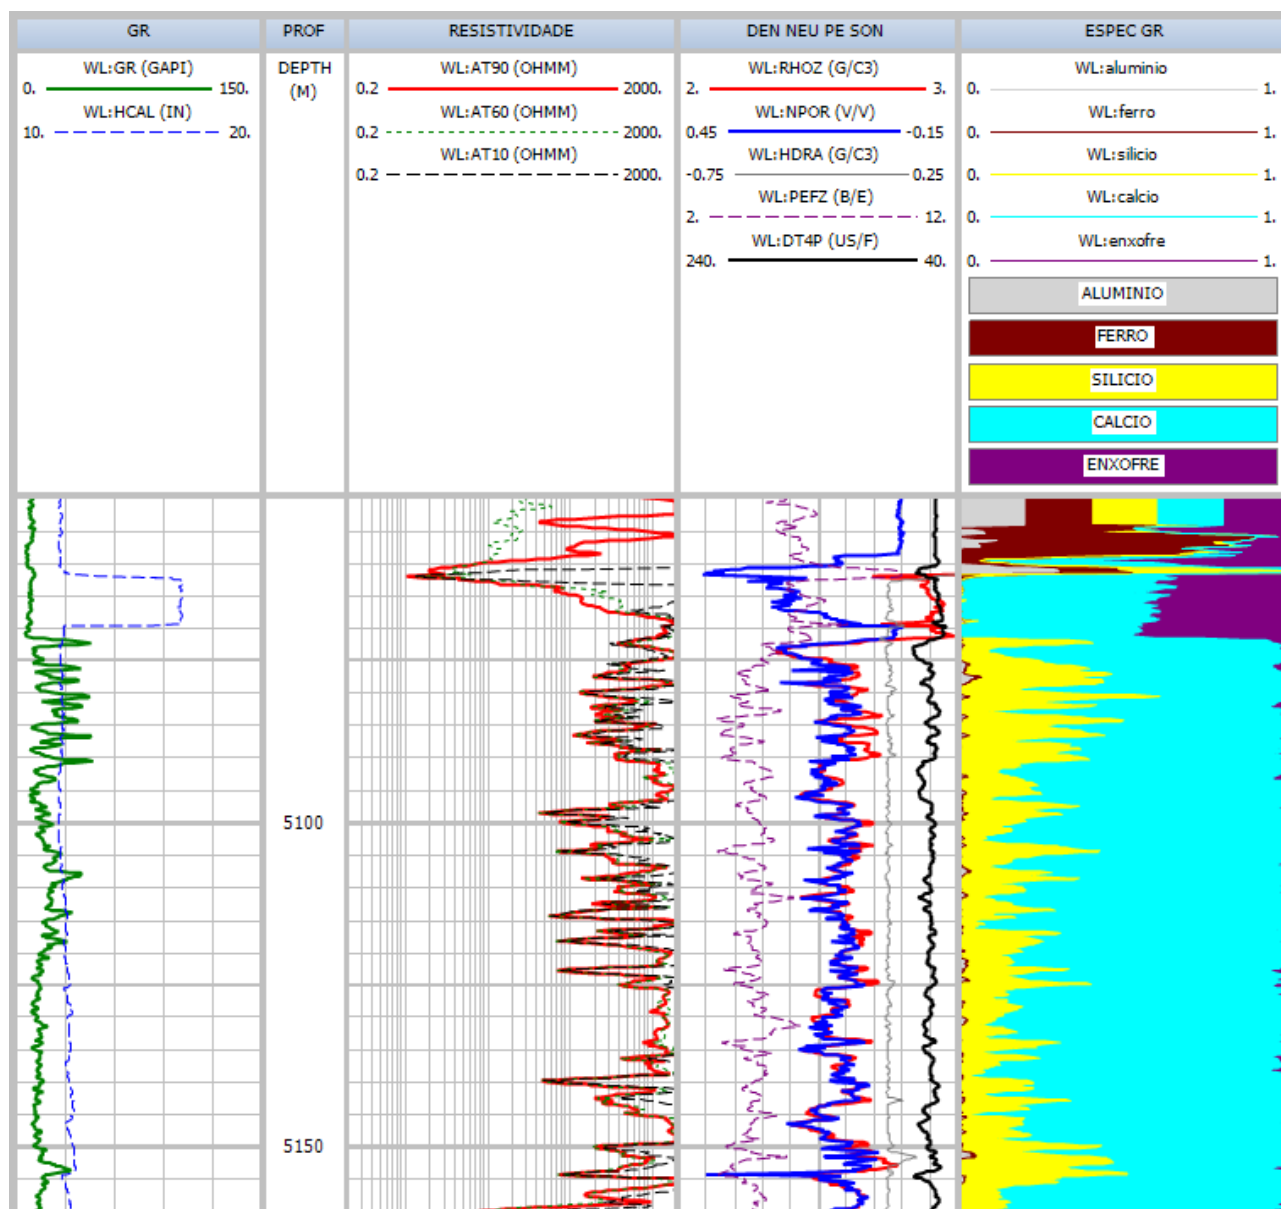 GR PROF RESISTIVIDADE DEN NEU PE SON ESPEC GR
WL:GR (GAPI)
0. 150.
WL:HCAL (IN)
10. 20.
DEPTH
(M)
WL:AT90 (OHMM)
0.2 2000.
WL:AT60 (OHMM)
0.2 2000.
WL:AT10 (OHMM)
0.2 2000.
WL:RHOZ (G/C3)
2. 3.
WL:NPOR (V/V)
0.45 -0.15
WL:HDRA (G/C3)
-0.75 0.25
WL:PEFZ (B/E)
2. 12.
WL:DT4P (US/F)
240. 40.
WL:aluminio
0. 1.
WL:ferro
0. 1.
WL:silicio
0. 1.
WL:calcio
0. 1.
WL:enxofre
0. 1.
ALUMINIO
FERRO
SILICIO
CALCIO
ENXOFRE
5100
5150